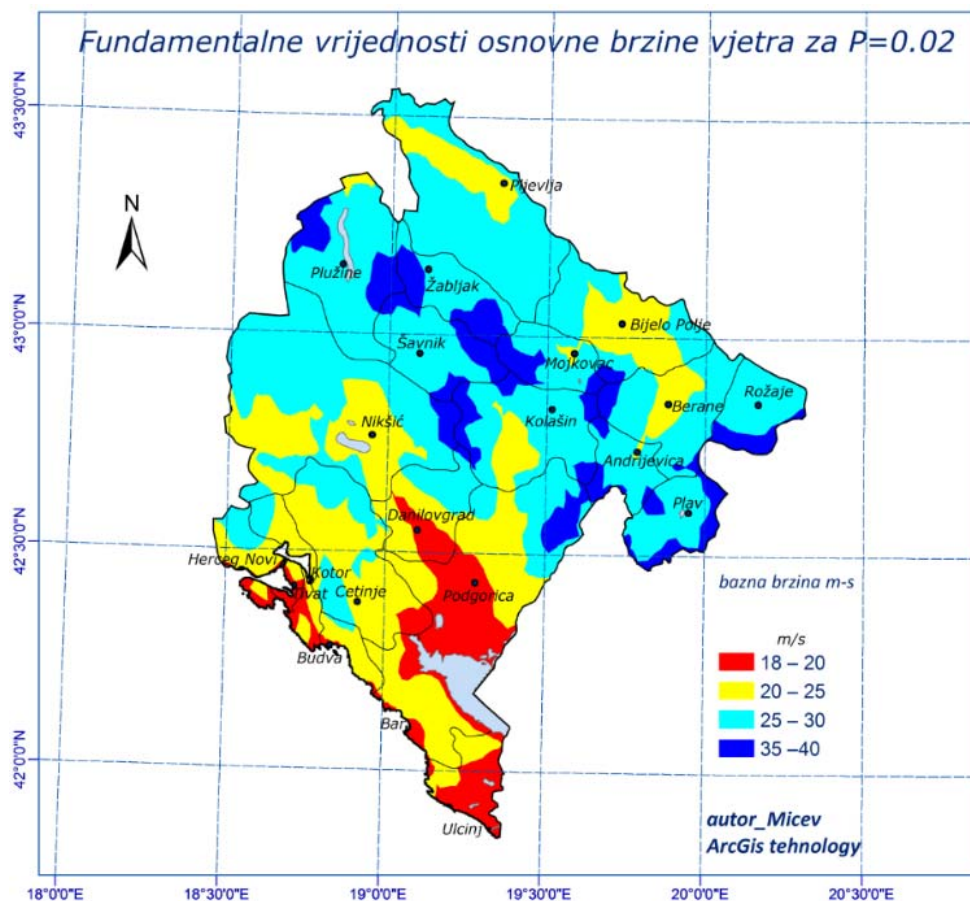 Fundamentalne vrijednosti osnovne brzine vjetra za P=0.02
43°30'0"N
N
Pljevlja
Plužine
Žabljak
43°0'0"N
Bijelo Polje
Šavnik
Mojkovac
Rožaje
Nikšić
Kolašin
Berane
Andrijevica
Plav
Danilovgrad
42°30'0"N
Herceg Novi
Kotor
Tivat
Cetinje
Podgorica
bazna brzina m-s
Budva
m/s
18 – 20
20 – 25
25 – 30
35 –40
Bar
42°0'0"N
Ulcinj
autor_Micev
ArcGis tehnology
18°0'0"E 18°30'0"E 19°0'0"E 19°30'0"E 20°0'0"E 20°30'0"E